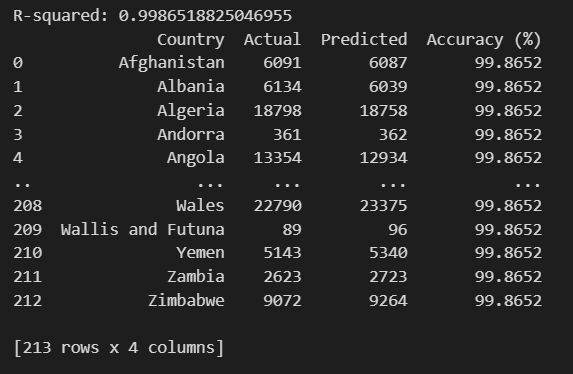 R-squared: 0.9986518825046955
Country Actual Predicted Accuracy (%)
0 Afghanistan 6091 6087 99.8652
1 Albania 6134 6039 99.8652
2 Algeria 18798 18758 99.8652
3 Andorra 361 362 99.8652
4 Angola 13354 12934 99.8652
.. ... ... ... ...
208 Wales 22790 23375 99.8652
209 Wallis and Futuna 89 96 99.8652
210 Yemen 5143 5340 99.8652
211 Zambia 2623 2723 99.8652
212 Zimbabwe 9072 9264 99.8652
[213 rows x 4 columns]